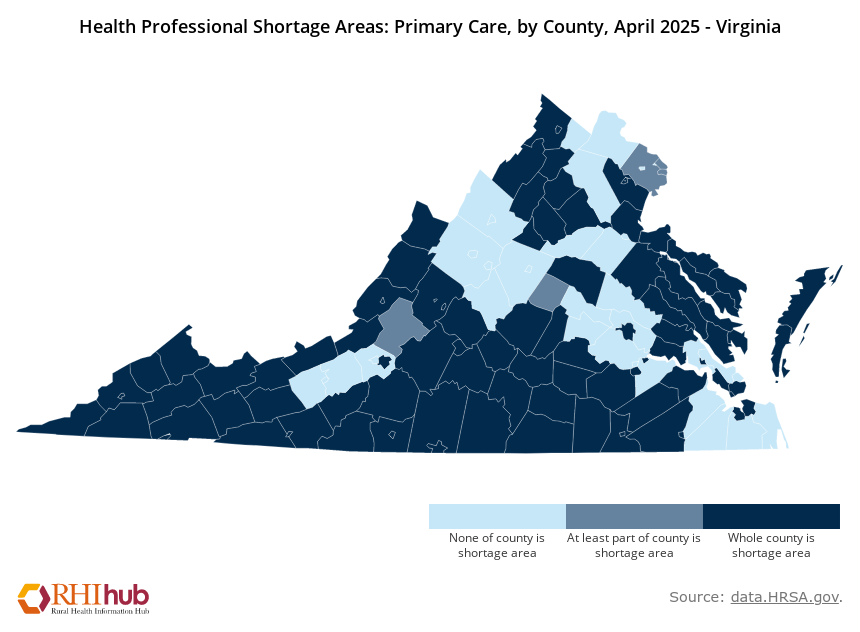 Health Professional Shortage Areas: Primary Care, by County, April 2025 - Virginia
None of county is
shortage area
At least part of county is
shortage area
Whole county is
shortage area
RHIhub
Rural Health Information Hub
Source: data.HRSA.gov.